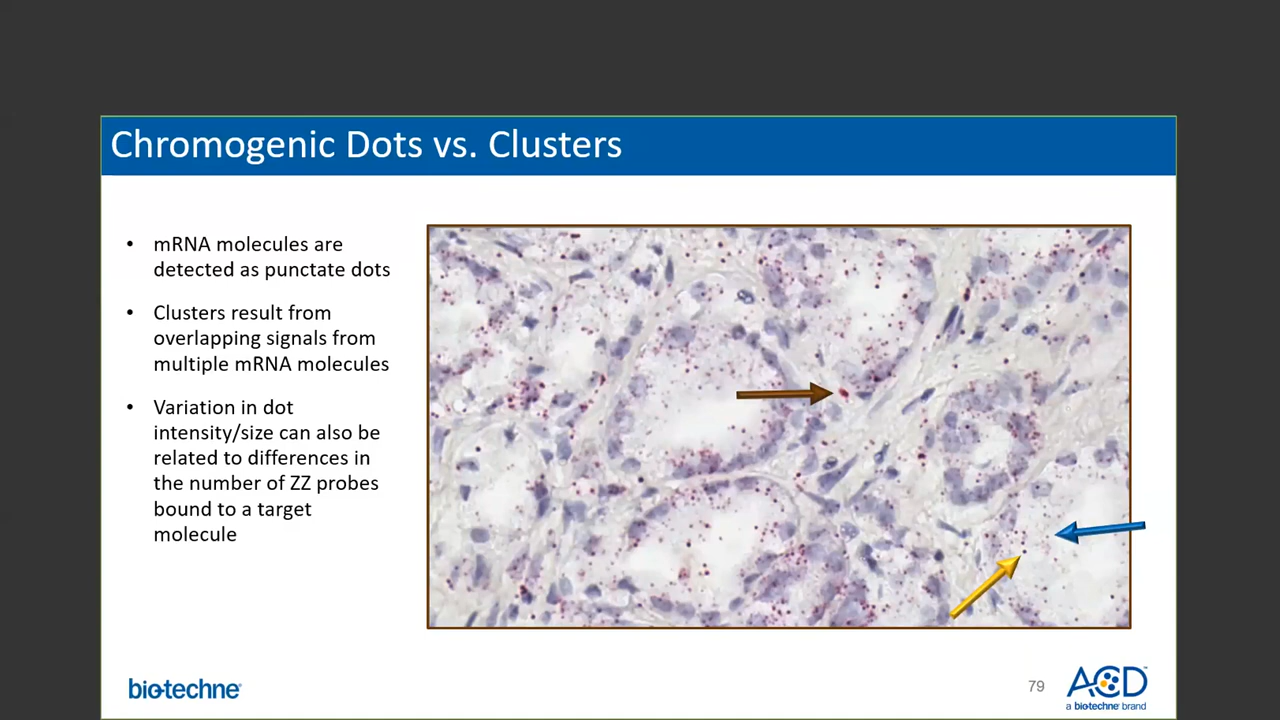 Chromogenic Dots vs. Clusters
• mRNA molecules are
detected as punctate dots
• Clusters result from
overlapping signals from
multiple mRNA molecules
• Variation in dot
intensity/size can also be
related to differences in
the number of ZZ probes
bound to a target
molecule
bio-techne®
79
ACD™
a bio-techne® brand